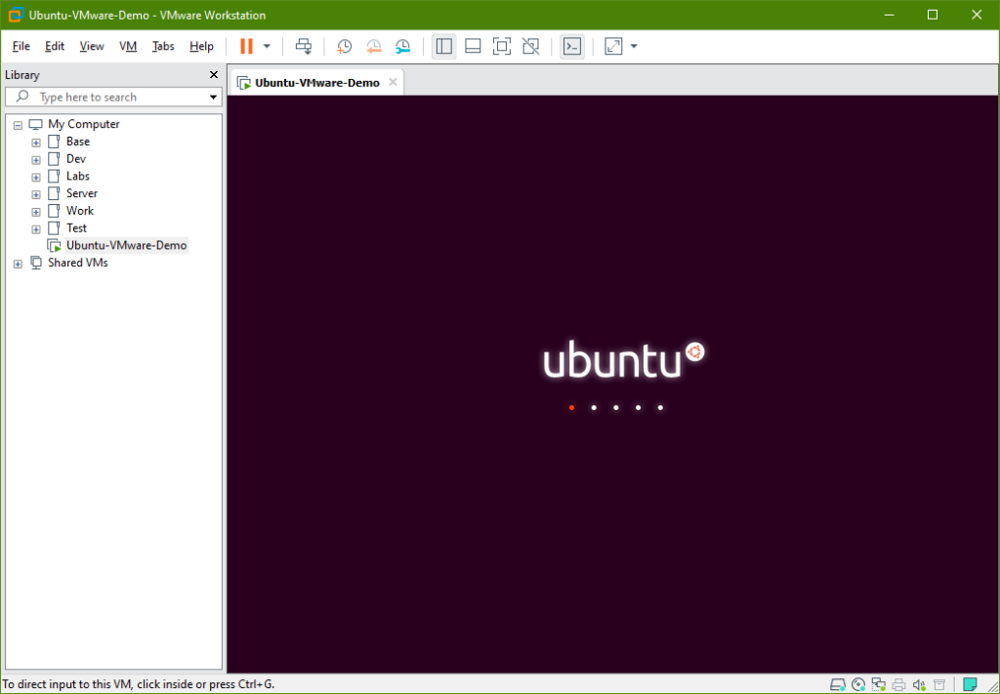 Ubuntu-VMware-Demo - VMware Workstation
File Edit View VM Tabs Help
Library
Type here to search
Ubuntu-VMware-Demo
My Computer
Base
Dev
Labs
Server
Work
Test
Ubuntu-VMware-Demo
Shared VMs
ubuntu
To direct input to this VM, click inside or press Ctrl+G.